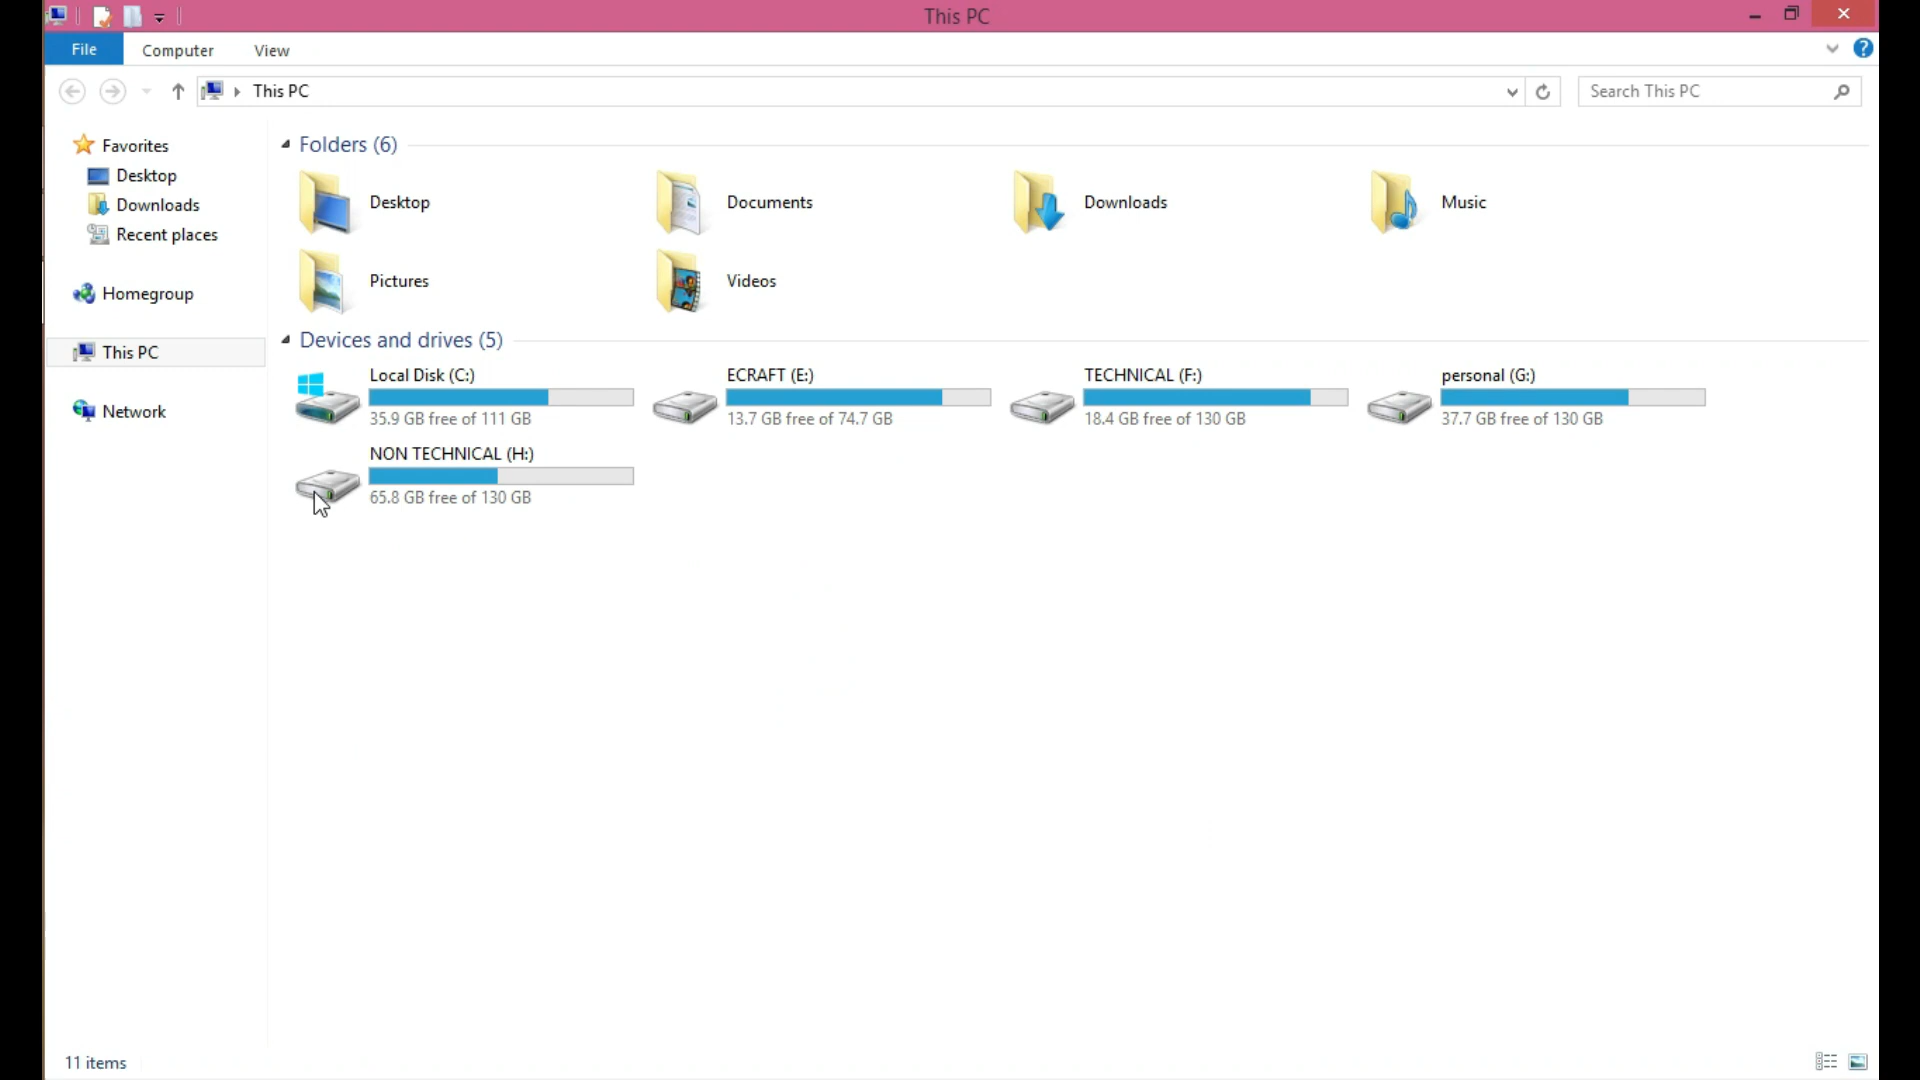 This PC
File Computer View
This PC Search This PC
Favorites
Desktop
Downloads
Recent places
Homegroup
This PC
Network
Folders (6)
Desktop Documents Downloads Music
Pictures Videos
Devices and drives (5)
Local Disk (C:) ECRAFT (E:) TECHNICAL (F:) personal (G:)
35.9 GB free of 111 GB 13.7 GB free of 74.7 GB 18.4 GB free of 130 GB 37.7 GB free of 130 GB
NON TECHNICAL (H:)
65.8 GB free of 130 GB
11 items